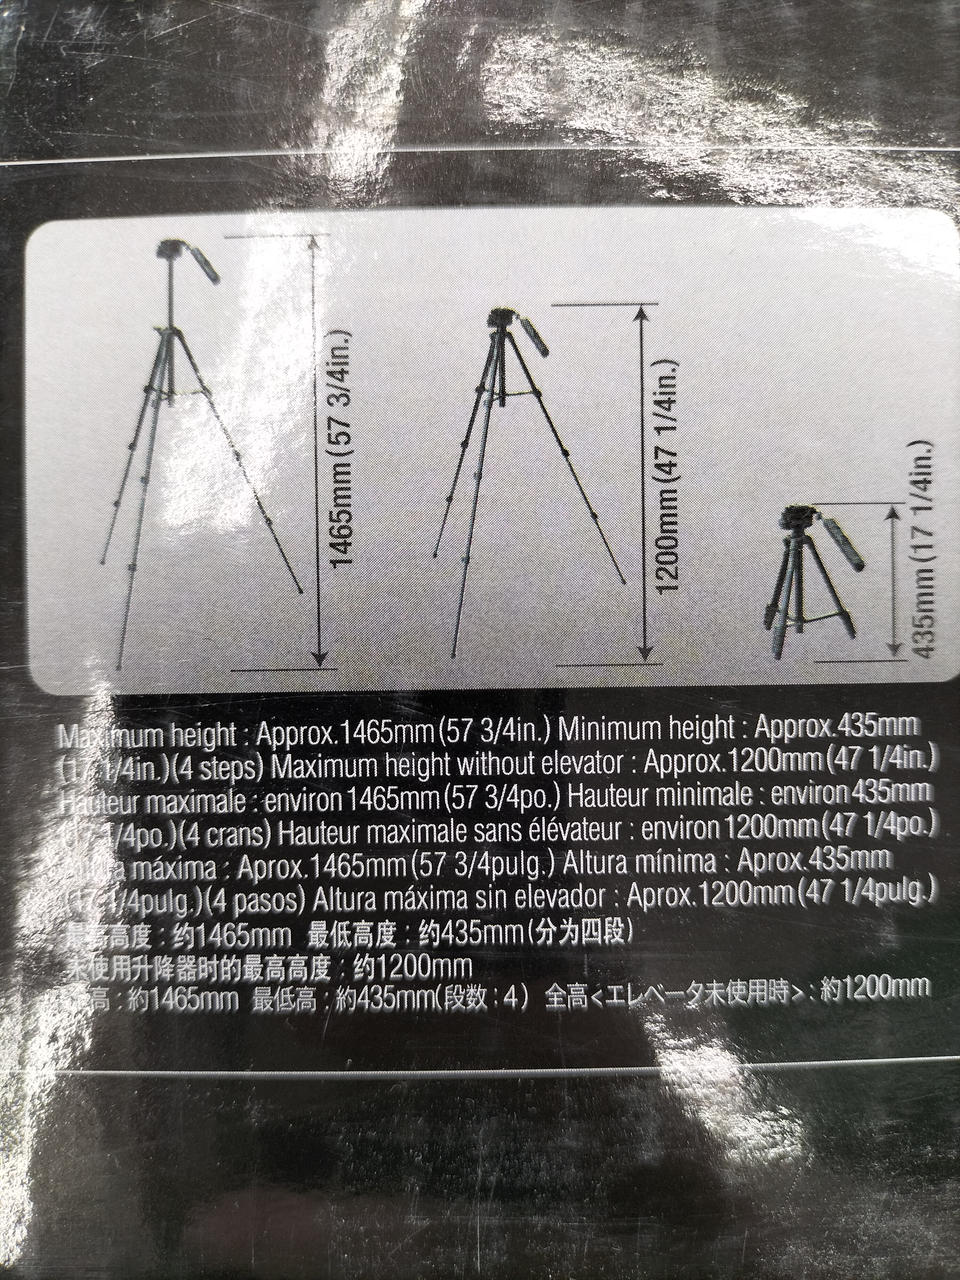 1465mm(57 3/4in.)
1200mm(47 1/4in.)
435mm(17 1/4in.)
Maximum height : Approx.1465mm(57 3/4in.) Minimum height : Approx.435mm
(17 1/4in.)(4 steps) Maximum height without elevator : Approx.1200mm(47 1/4in.)
Hauteur maximale : environ 1465mm(57 3/4po.) Hauteur minimale : environ 435mm
(17 1/4po.)(4 crans) Hauteur maximale sans élévateur : environ 1200mm(47 1/4po.)
Altura máxima : Aprox.1465mm(57 3/4pulg.) Altura mínima : Aprox.435mm
(17 1/4pulg.)(4 pasos) Altura máxima sin elevador : Aprox.1200mm(47 1/4pulg.)
最高高度 : 约1465mm 最低高度 : 约435mm(分为四段)
未使用升降器时的最高高度 : 约1200mm
高 : 約1465mm 最低高 : 約435mm(段数 : 4) 全高<エレベータ未使用時> : 約1200mm